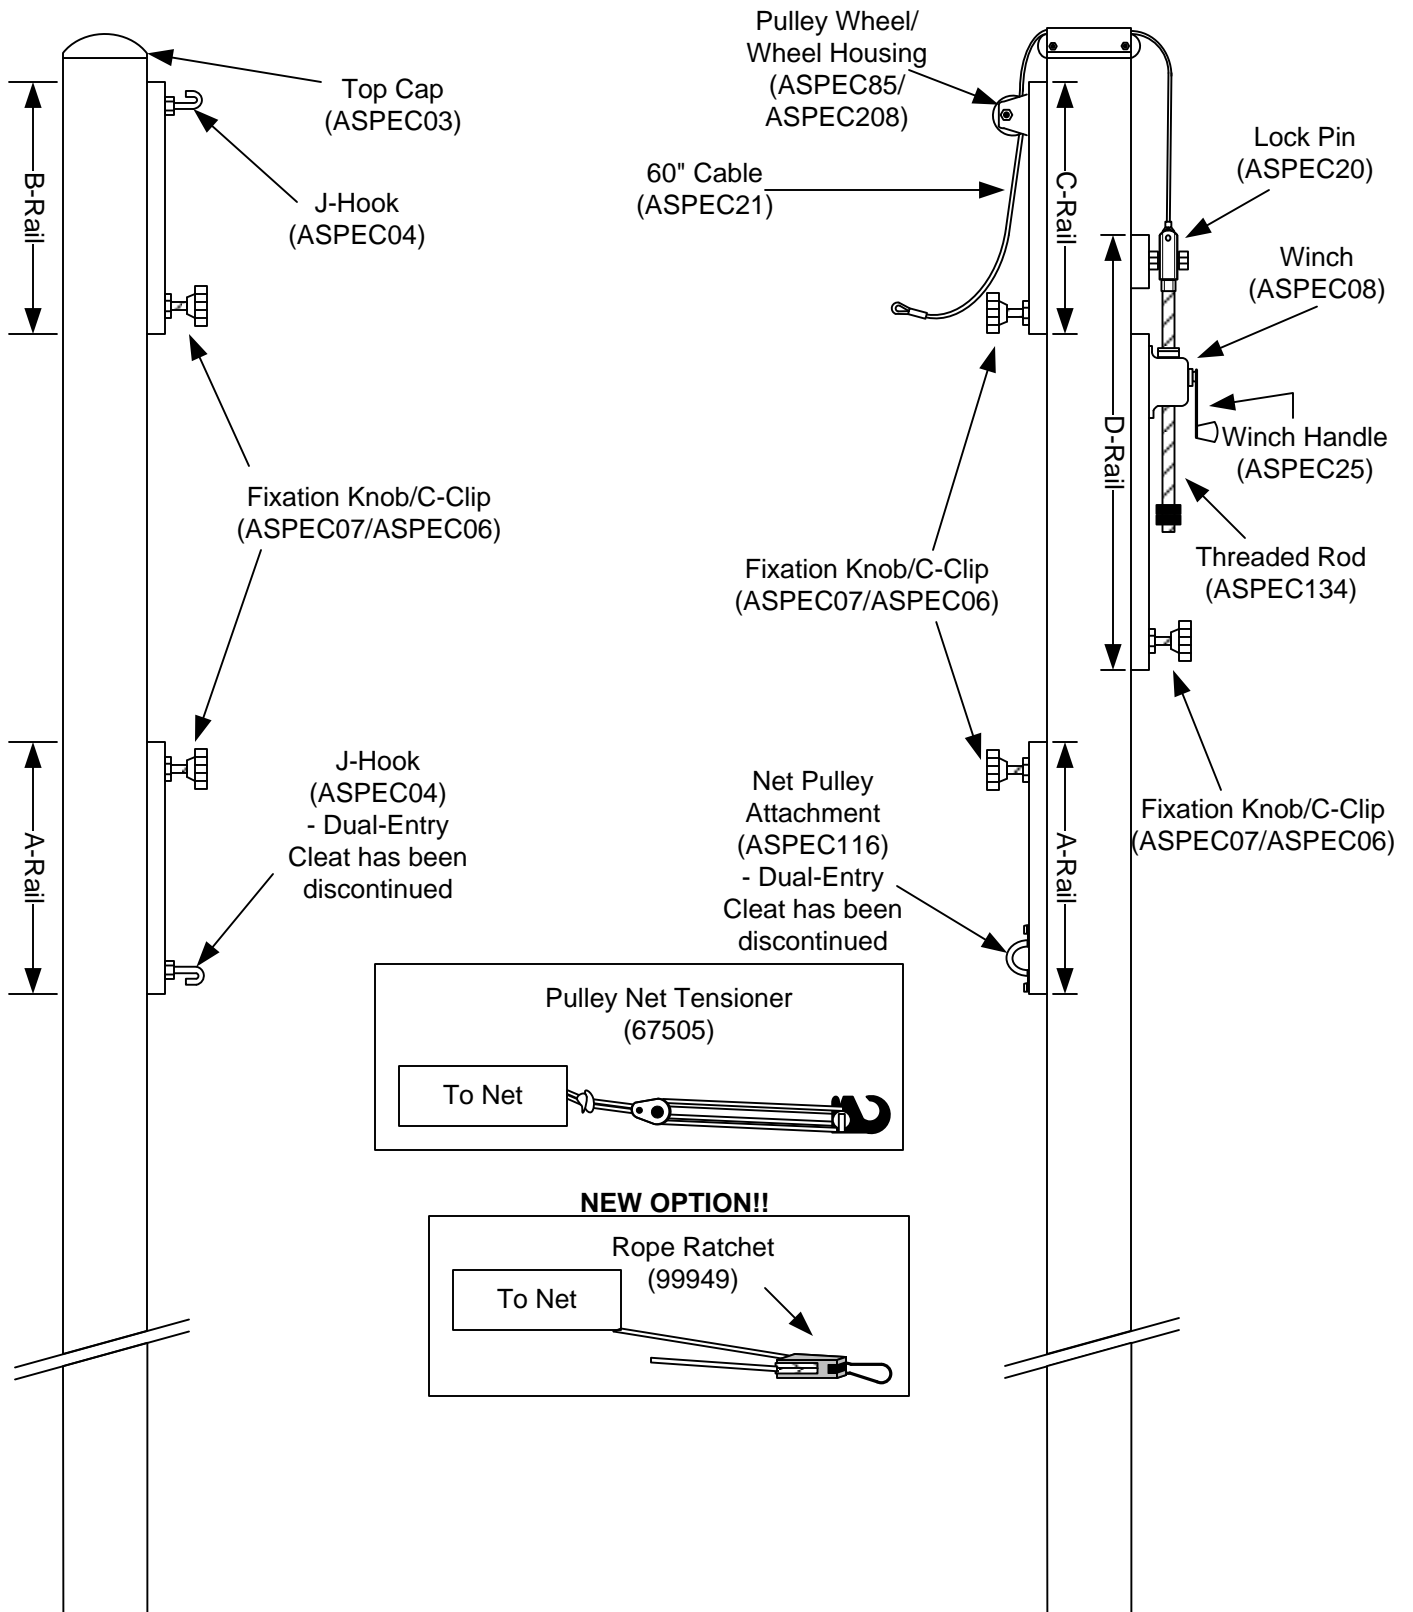 Top Cap
(ASPEC03)
B-Rail
J-Hook
(ASPEC04)
Fixation Knob/C-Clip
(ASPEC07/ASPEC06)
A-Rail
J-Hook
(ASPEC04)
- Dual-Entry
Cleat has been
discontinued
Pulley Wheel/
Wheel Housing
(ASPEC85/
ASPEC208)
60" Cable
(ASPEC21)
C-Rail
Lock Pin
(ASPEC20)
Winch
(ASPEC08)
D-Rail
Winch Handle
(ASPEC25)
Threaded Rod
(ASPEC134)
Fixation Knob/C-Clip
(ASPEC07/ASPEC06)
Net Pulley
Attachment
(ASPEC116)
- Dual-Entry
Cleat has been
discontinued
A-Rail
Fixation Knob/C-Clip
(ASPEC07/ASPEC06)
Pulley Net Tensioner
(67505)
To Net
NEW OPTION!!
Rope Ratchet
(99949)
To Net